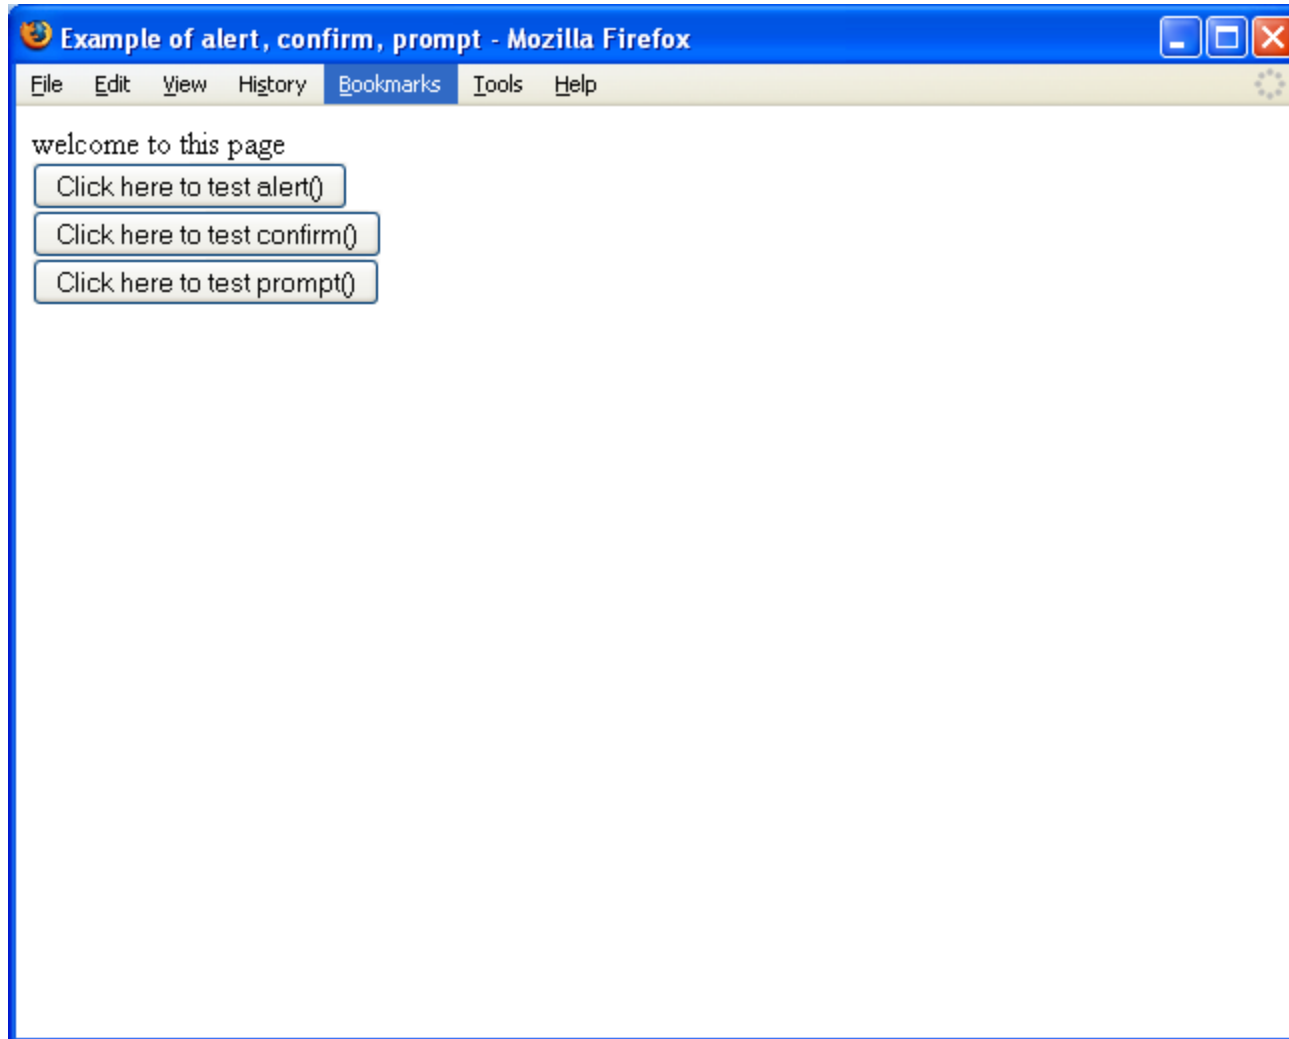 Example of alert, confirm, prompt - Mozilla Firefox
File Edit View History Bookmarks Tools Help
welcome to this page
Click here to test alert()
Click here to test confirm()
Click here to test prompt()